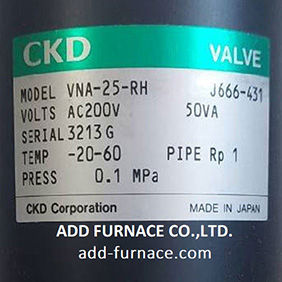 CKD VALVE
MODEL VNA-25-RH J666-431
VOLTS AC200V 50VA
SERIAL 3213G
TEMP -20-60 PIPE Rp 1
PRESS 0.1 MPa
CKD Corporation MADE IN JAPAN
ADD FURNACE CO.,LTD.
add-furnace.com